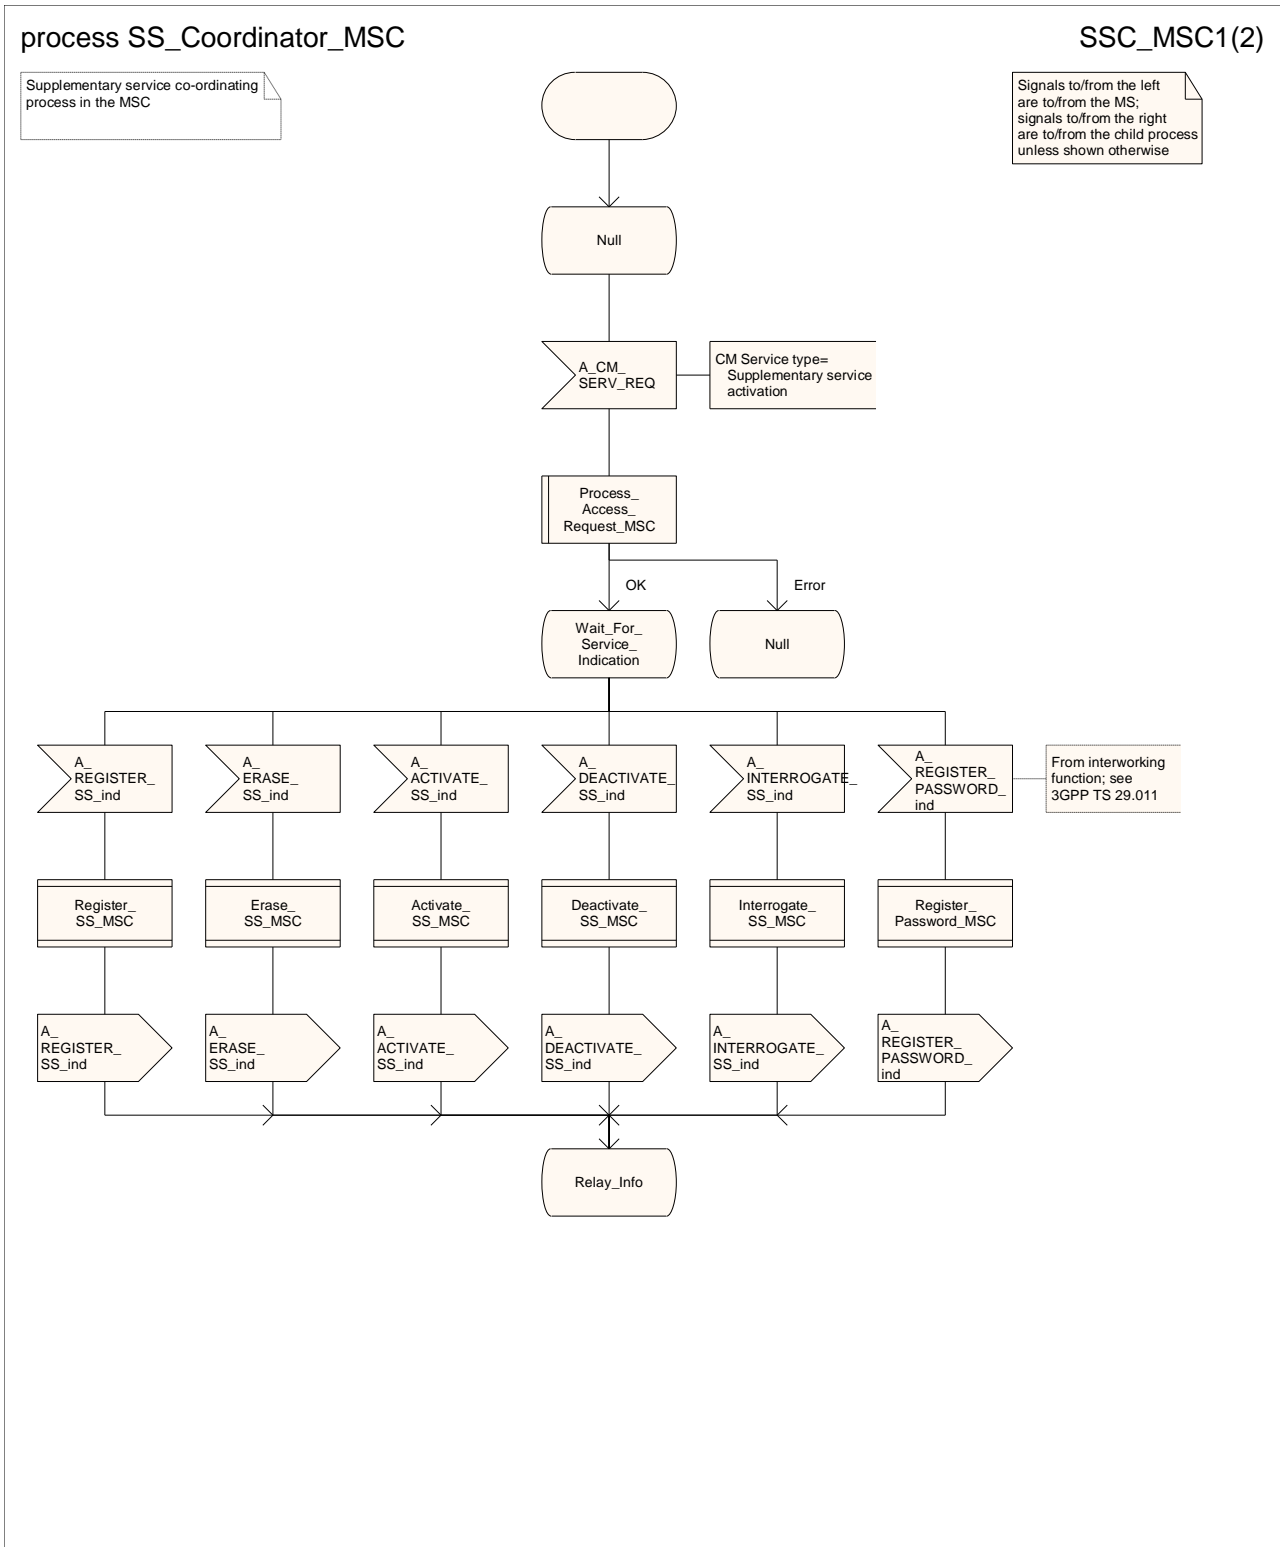 process SS_Coordinator_MSC
SSC_MSC1(2)
Supplementary service co-ordinating
process in the MSC
Signals to/from the left
are to/from the MS;
signals to/from the right
are to/from the child process
unless shown otherwise
Null
A_CM_
SERV_REQ
CM Service type=
Supplementary service
activation
Process_
Access_
Request_MSC
OK
Error
Wait_For_
Service_
Indication
Null
A_
REGISTER_
SS_ind
A_
ERASE_
SS_ind
A_
ACTIVATE_
SS_ind
A_
DEACTIVATE_
SS_ind
A_
INTERROGATE_
SS_ind
A_
REGISTER_
PASSWORD_
ind
From interworking
function; see
3GPP TS 29.011
Register_
SS_MSC
Erase_
SS_MSC
Activate_
SS_MSC
Deactivate_
SS_MSC
Interrogate_
SS_MSC
Register_
Password_MSC
A_
REGISTER_
SS_ind
A_
ERASE_
SS_ind
A_
ACTIVATE_
SS_ind
A_
DEACTIVATE_
SS_ind
A_
INTERROGATE_
SS_ind
A_
REGISTER_
PASSWORD_
ind
Relay_Info